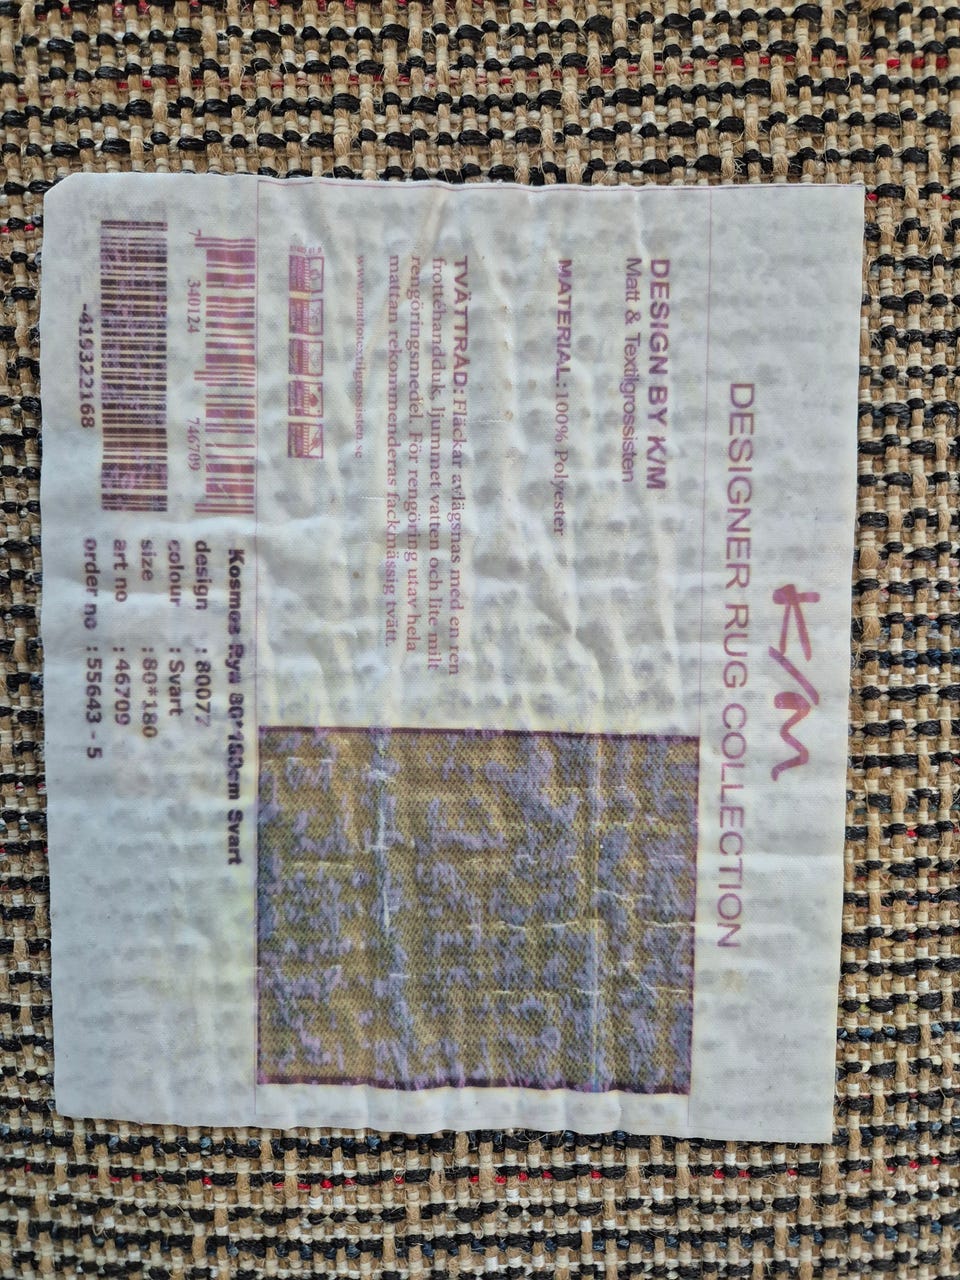 K/M
DESIGNER RUG COLLECTION
DESIGN BY K/M
Matt & Textilgrossisten
MATERIAL:100% Polyester
TVÄTTRÅD:Fläckar avlägsnas med en ren
frottéhandduk, ljummet vatten och lite milt
rengöringsmedel. För rengöring utav hela
mattan rekommenderas fackmässig tvätt.
www.mattotextilgrossisten.se
Kosmos Rya 80*180cm Svart
design : 80077
colour : Svart
size : 80*180
art no : 46709
order no : 55643 - 5
7 340124 746709
-419322168